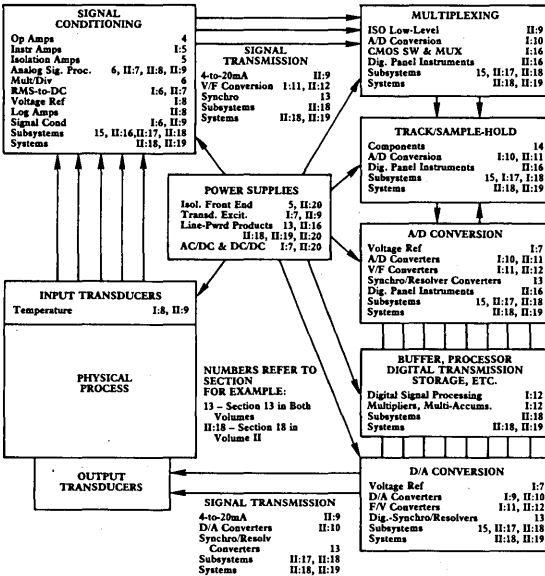 SIGNAL
CONDITIONING
Op Amps 4
Instr Amps I:5
Isolation Amps 5
Analog Sig. Proc. 6, II:7, II:8, II:9
Mult/Div 6
RMS-to-DC I:6, II:7
Voltage Ref I:8
Log Amps II:8
Signal Cond I:6, II:9
Subsystems 15, II:16,II:17, II:18
Systems II:18, II:19
SIGNAL
TRANSMISSION
4-to-20mA II:9
V/F Conversion I:11, II:12
Synchro 13
Subsystems II:18
Systems II:18, II:19
MULTIPLEXING
ISO Low-Level II:9
A/D Conversion I:10
CMOS SW & MUX I:16
Dig. Panel Instruments II:16
Subsystems 15, II:17, II:18
Systems II:18, II:19
TRACK/SAMPLE-HOLD
Components 14
A/D Conversion I:10, II:11
Dig. Panel Instruments II:16
Subsystems 15, I:17, I:18
Systems II:18, II:19
POWER SUPPLIES
Isol. Front End 5, II:20
Transd. Excit. I:7, II:9
Line-Pwrd Products 13, II:16
II:18, II:19, II:20
AC/DC & DC/DC I:7, II:20
A/D CONVERSION
Voltage Ref I:7
A/D Converters I:10, II:11
V/F Converters I:11, II:12
Synchro/Resolver Converters 13
Dig. Panel Instruments II:16
Subsystems 15, II:17, II:18
Systems II:18, II:19
INPUT TRANSDUCERS
Temperature I:8, II:9
PHYSICAL
PROCESS
NUMBERS REFER TO
SECTION
FOR EXAMPLE:
13 – Section 13 in Both
Volumes
II:18 – Section 18 in
Volume II
BUFFER, PROCESSOR
DIGITAL TRANSMISSION
STORAGE, ETC.
Digital Signal Processing I:12
Multipliers, Multi-Accums. I:12
Subsystems II:18
Systems II:18, II:19
OUTPUT
TRANSDUCERS
D/A CONVERSION
Voltage Ref I:7
D/A Converters I:9, II:10
F/V Converters I:11, II:12
Dig.-Synchro/Resolvers 13
Subsystems 15, II:17, II:18
Systems II:18, II:19
SIGNAL TRANSMISSION
4-to-20mA II:9
D/A Converters II:10
Synchro/Resolv
Converters 13
Subsystems II:17, II:18
Systems II:18, II:19